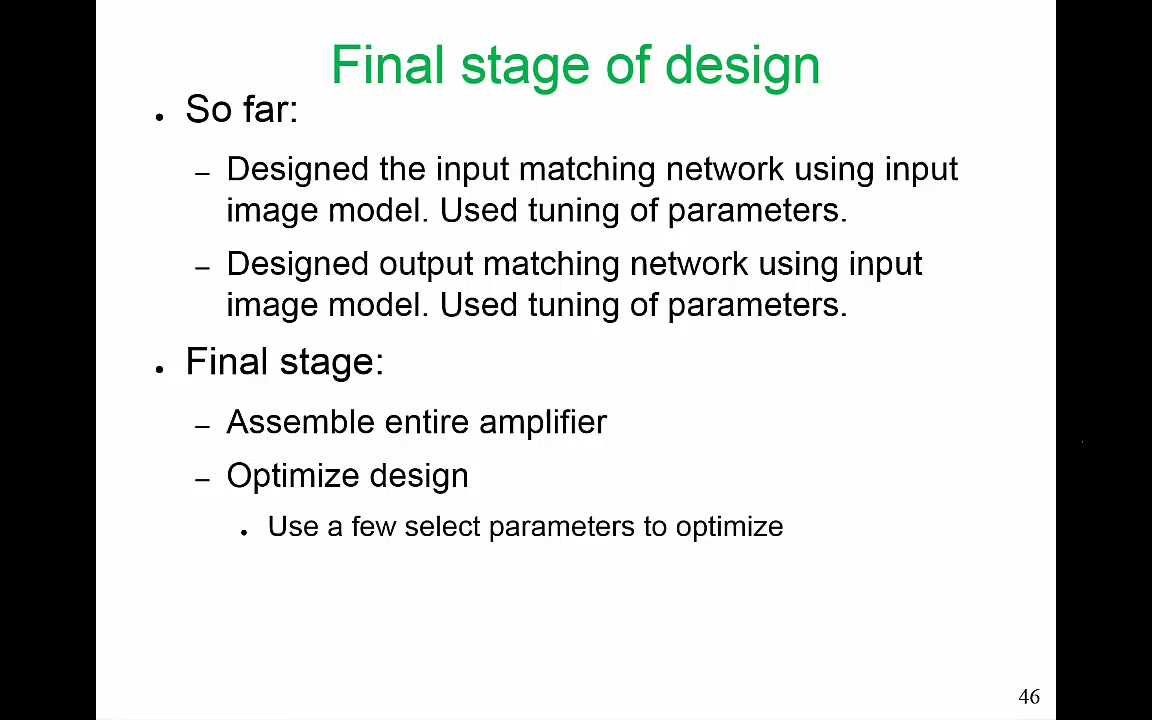 Final stage of design
• So far:
– Designed the input matching network using input
image model. Used tuning of parameters.
– Designed output matching network using input
image model. Used tuning of parameters.
• Final stage:
– Assemble entire amplifier
– Optimize design
• Use a few select parameters to optimize
46